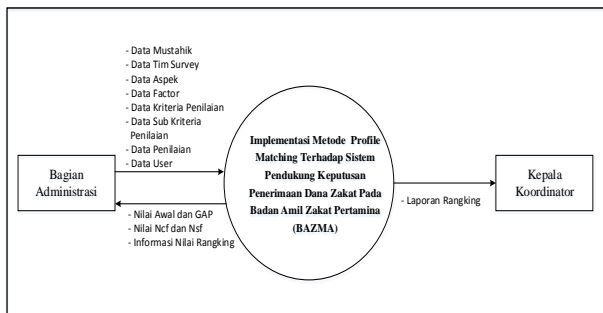 - Data Mustahik
- Data Tim Survey
- Data Aspek
- Data Factor
- Data Kriteria Penilaian
- Data Sub Kriteria
Penilaian
- Data Penilaian
- Data User
Bagian
Administrasi
- Nilai Awal dan GAP
- Nilai Ncf dan Nsf
- Informasi Nilai Rangking
Implementasi Metode Profile
Matching Terhadap Sistem
Pendukung Keputusan
Penerimaan Dana Zakat Pada
Badan Amil Zakat Pertamina
(BAZMA)
- Laporan Rangking
Kepala
Koordinator